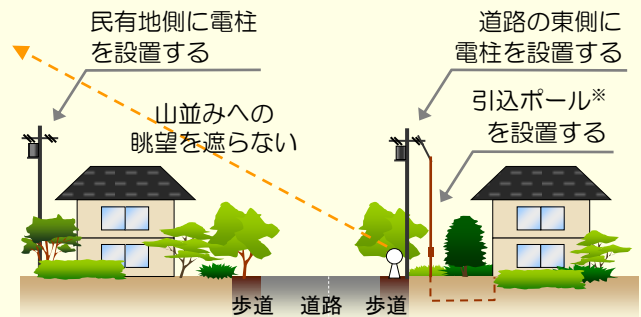 民有地側に電柱
を設置する
道路の東側に
電柱を設置する
引込ポール※
を設置する
山並みへの
眺望を遮らない
歩道
道路
歩道